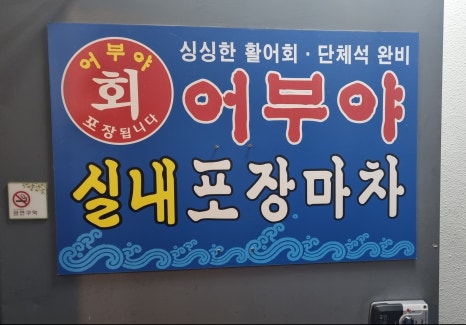 어부야
회
포장됩니다
싱싱한 활어회 · 단체석 완비
어부야
실내포장마차
금연구역